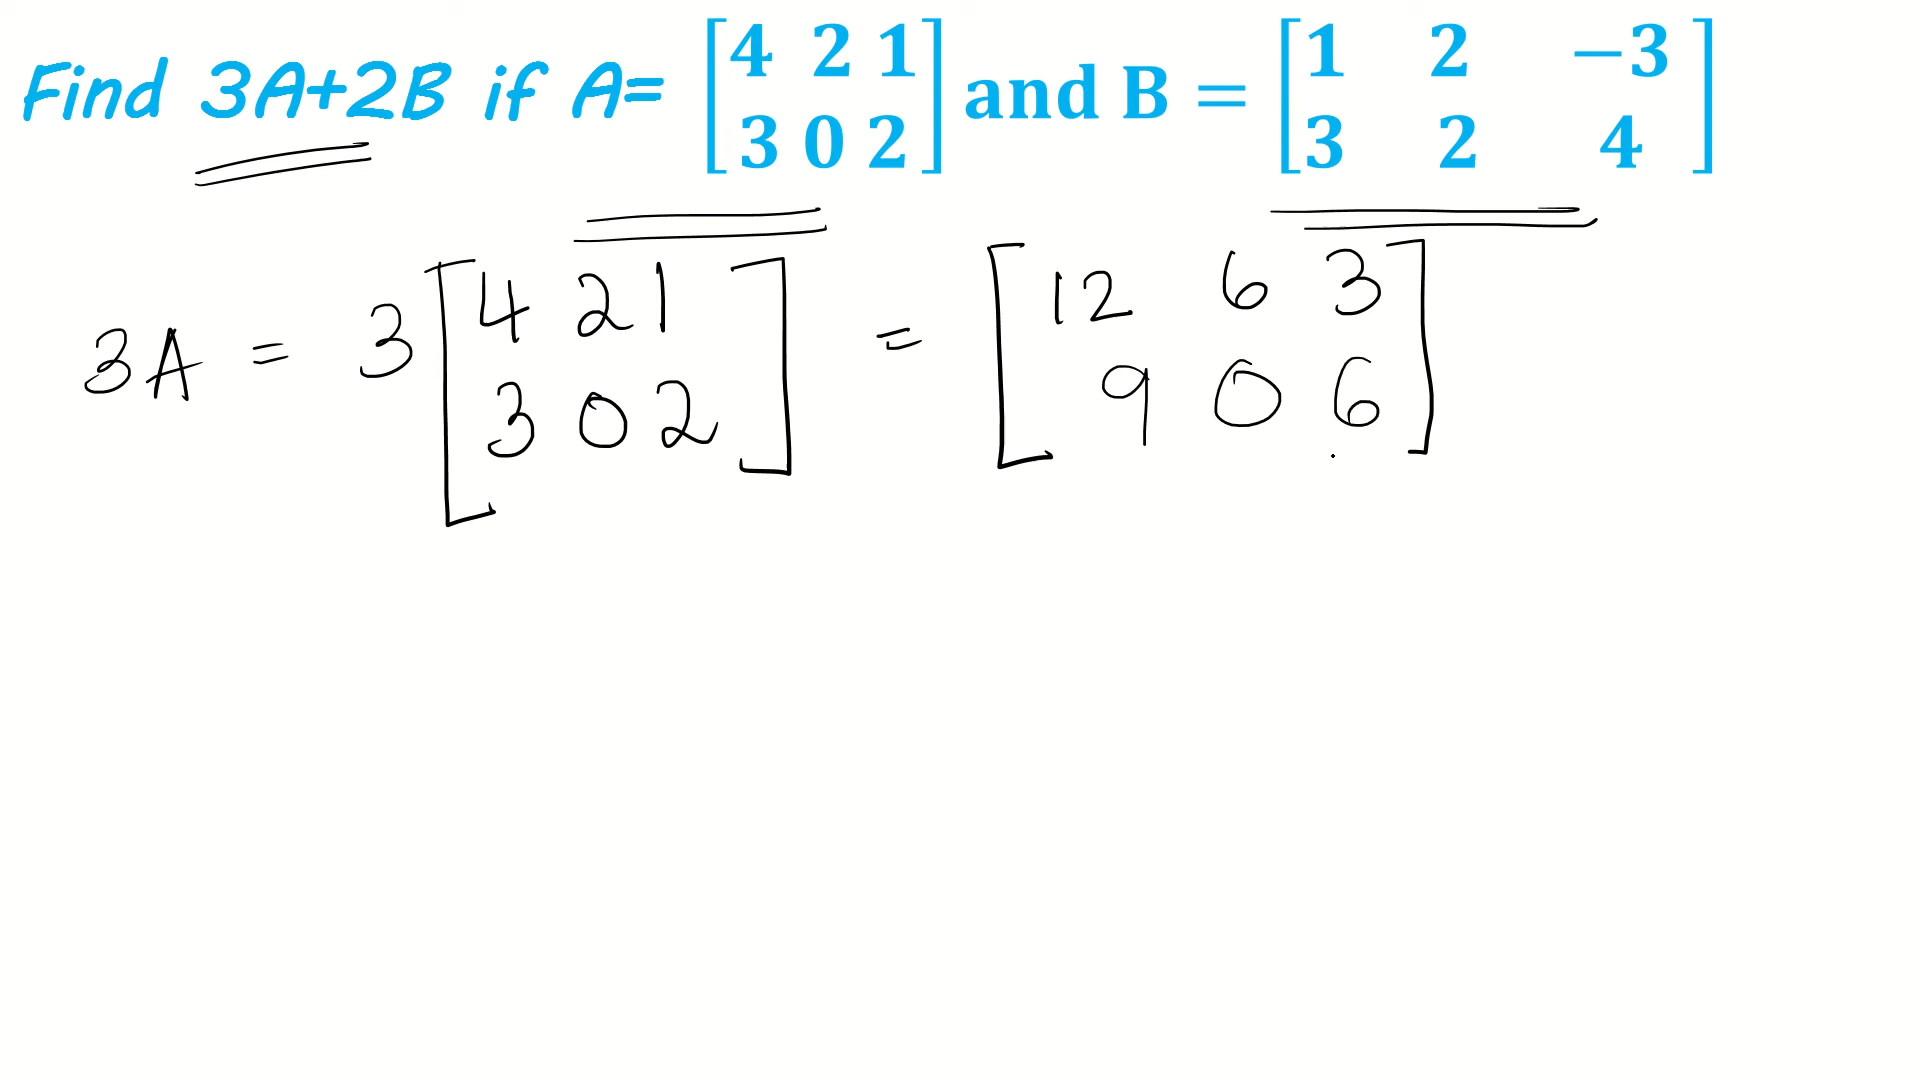 Find 3A+2B if A= [4 2 1 and B = [1 2 −3
3 0 2] 3 2 4]
3A = 3 [4 2 1 = [12 6 3
3 0 2] 9 0 6]